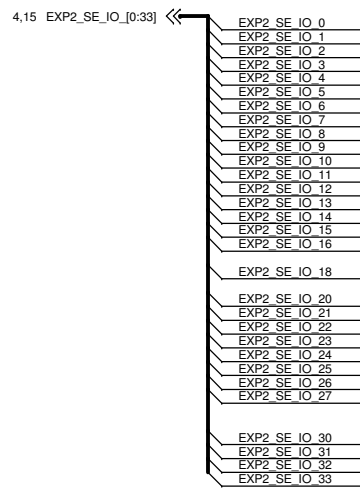 4,15 EXP2_SE_IO_[0:33]
EXP2_SE_IO_0
EXP2_SE_IO_1
EXP2_SE_IO_2
EXP2_SE_IO_3
EXP2_SE_IO_4
EXP2_SE_IO_5
EXP2_SE_IO_6
EXP2_SE_IO_7
EXP2_SE_IO_8
EXP2_SE_IO_9
EXP2_SE_IO_10
EXP2_SE_IO_11
EXP2_SE_IO_12
EXP2_SE_IO_13
EXP2_SE_IO_14
EXP2_SE_IO_15
EXP2_SE_IO_16
EXP2_SE_IO_18
EXP2_SE_IO_20
EXP2_SE_IO_21
EXP2_SE_IO_22
EXP2_SE_IO_23
EXP2_SE_IO_24
EXP2_SE_IO_25
EXP2_SE_IO_26
EXP2_SE_IO_27
EXP2_SE_IO_30
EXP2_SE_IO_31
EXP2_SE_IO_32
EXP2_SE_IO_33